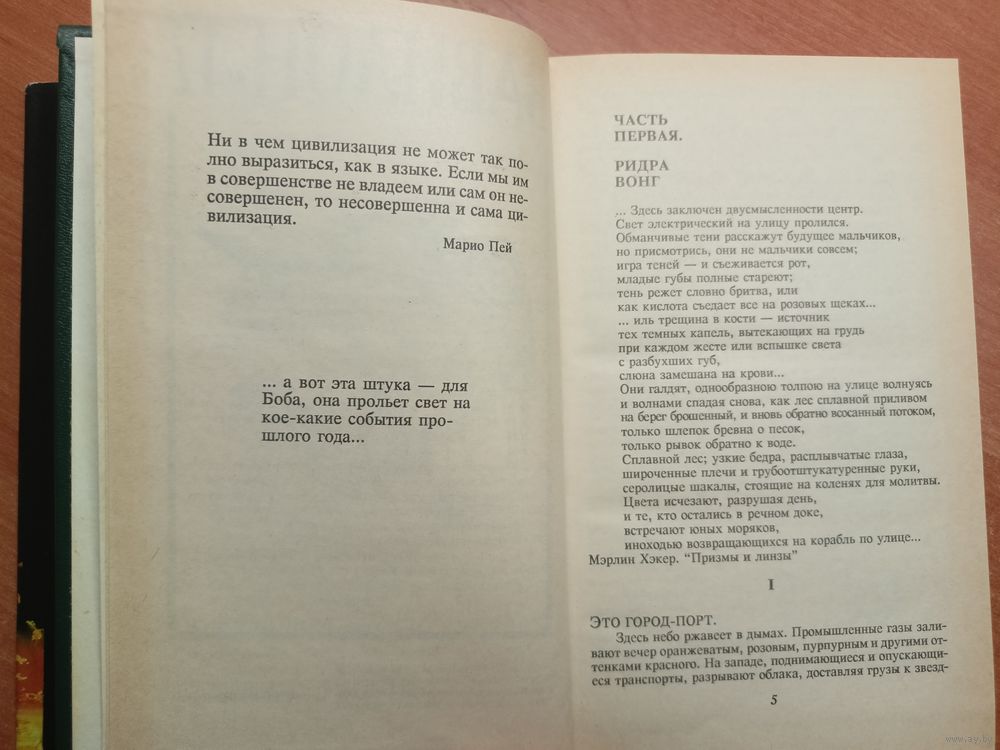 Ни в чем цивилизация не может так по-
лно выразиться, как в языке. Если мы им
в совершенстве не владеем или сам он не-
совершенен, то несовершенна и сама ци-
вилизация.
Марио Пей
... а вот эта штука — для
Боба, она прольет свет на
кое-какие события про-
шлого года...
ЧАСТЬ
ПЕРВАЯ.
РИДРА
ВОНГ
... Здесь заключен двусмысленности центр.
Свет электрический на улицу пролился.
Обманчивые тени расскажут будущее мальчиков,
но присмотрись, они не мальчики совсем;
игра теней — и съеживается рот,
младые губы полные стареют;
тень режет словно бритва, или
как кислота съедает все на розовых щеках...
... иль трещина в кости — источник
тех темных капель, вытекающих на грудь
при каждом жесте или вспышке света
с разбухших губ,
слюна замешана на крови...
Они галдят, однообразною толпою на улице волнуясь
и волнами спадая снова, как лес сплавной приливом
на берег брошенный, и вновь обратно всосанный потоком,
только шлепок бревна о песок,
только рывок обратно к воде.
Сплавной лес; узкие бедра, расплывчатые глаза,
широченные плечи и грубоотштукатуренные руки,
серолицые шакалы, стоящие на коленях для молитвы.
Цвета исчезают, разрушая день,
и те, кто остались в речном доке,
встречают юных моряков,
иноходью возвращающихся на корабль по улице...
Мэрлин Хэкер. “Призмы и линзы”
I
ЭТО ГОРОД-ПОРТ.
Здесь небо ржавеет в дымах. Промышленные газы зали-
вают вечер оранжеватым, розовым, пурпурным и другими от-
тенками красного. На западе, поднимающиеся и опускающи-
еся транспорты, разрывают облака, доставляя грузы к звезд-
5
www.ay.by